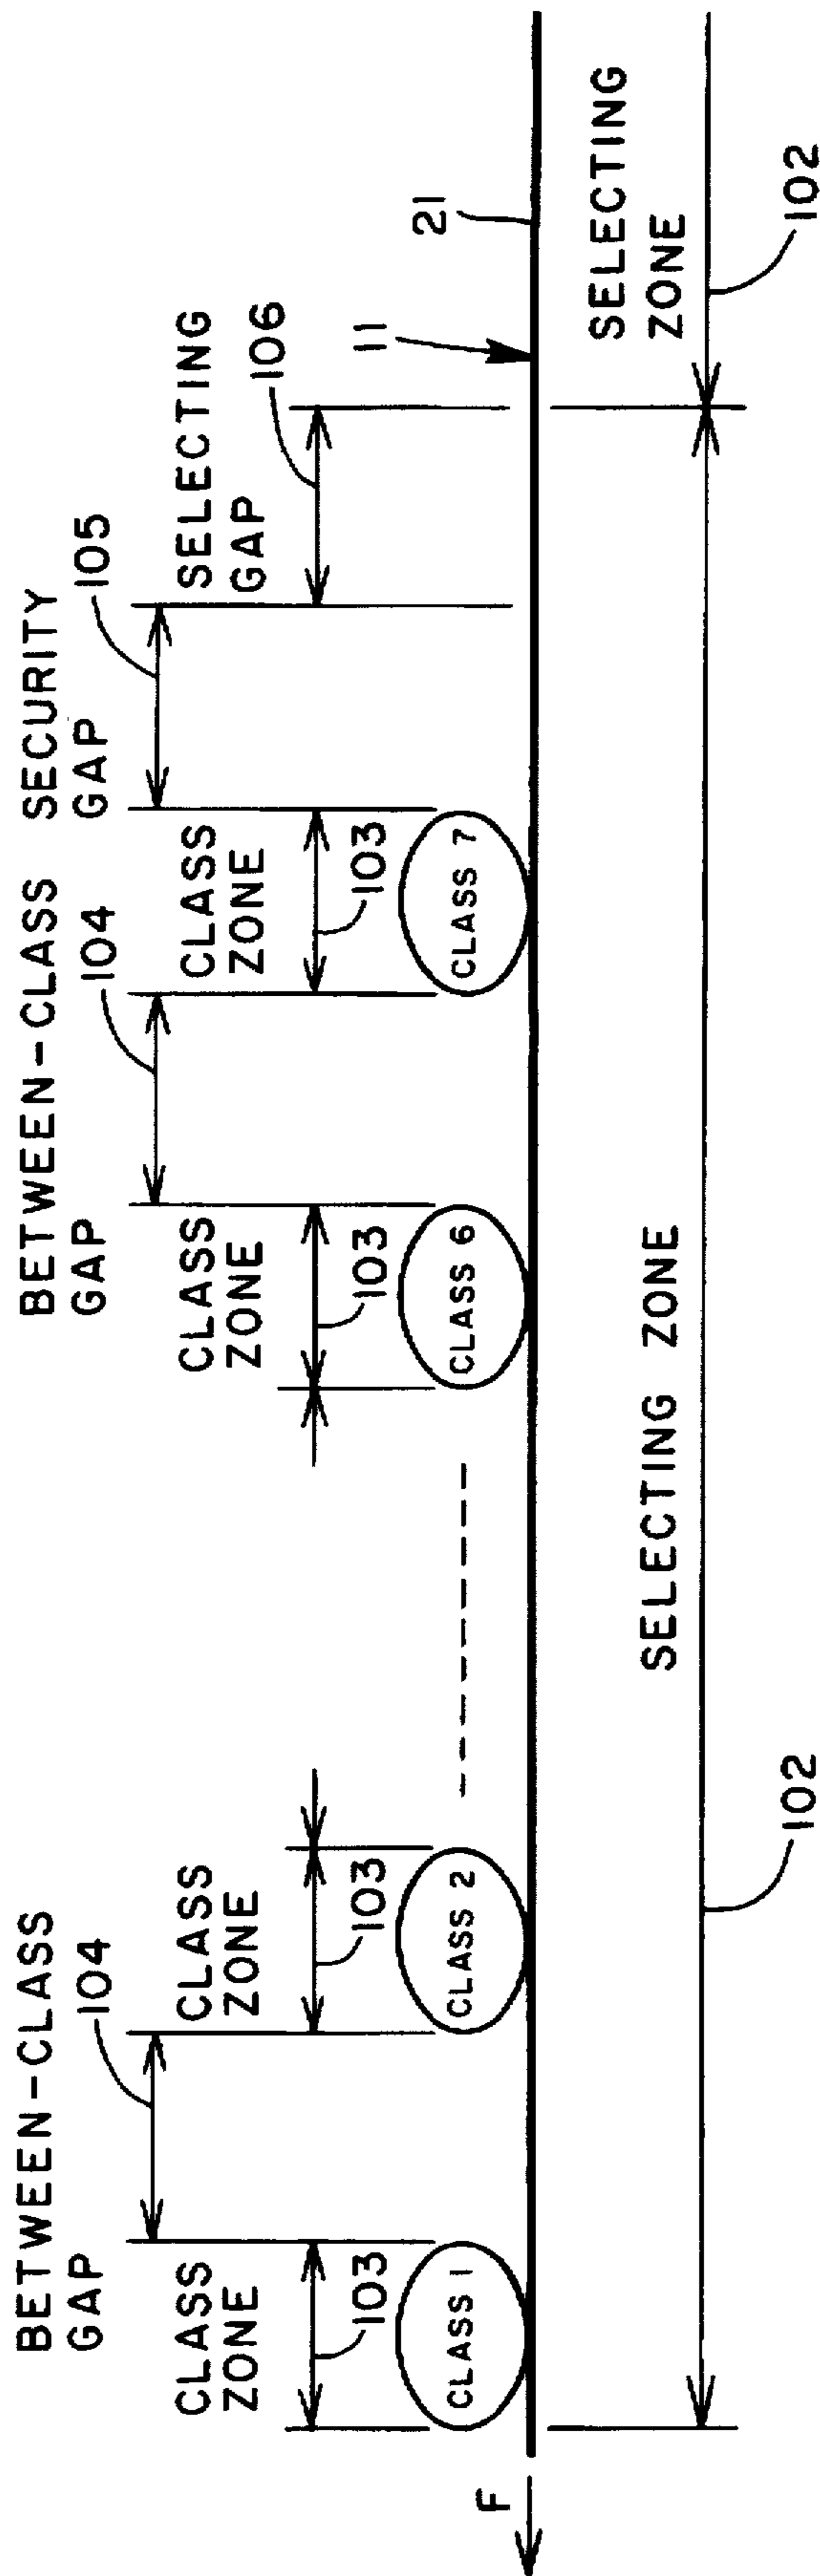 BETWEEN-CLASS
GAP
104
CLASS
ZONE
103
CLASS 1
CLASS
ZONE
103
CLASS 2
BETWEEN-CLASS
GAP
104
CLASS
ZONE
103
CLASS 6
CLASS
ZONE
103
CLASS 7
SECURITY
GAP
105
SELECTING
GAP
106
11
21
F
SELECTING ZONE
102
SELECTING
ZONE
102